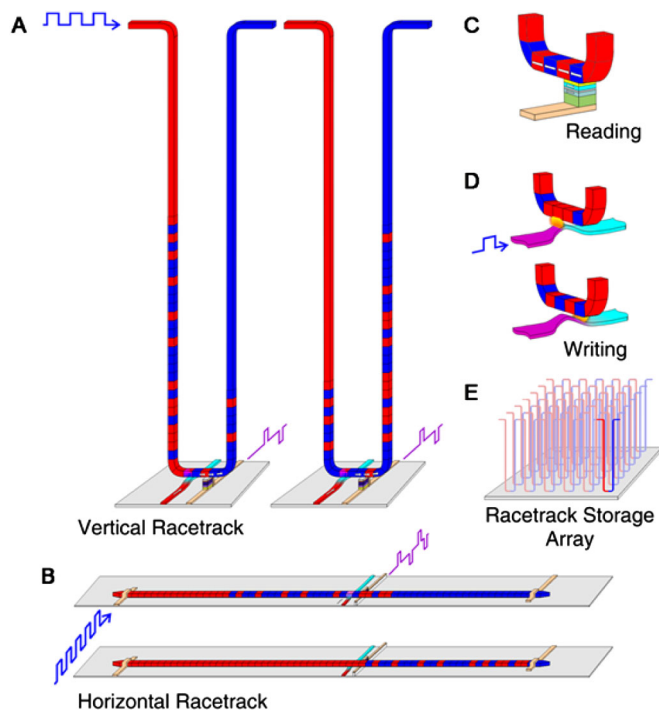 A
C
Reading
D
Writing
E
Vertical Racetrack
Racetrack Storage
Array
B
Horizontal Racetrack